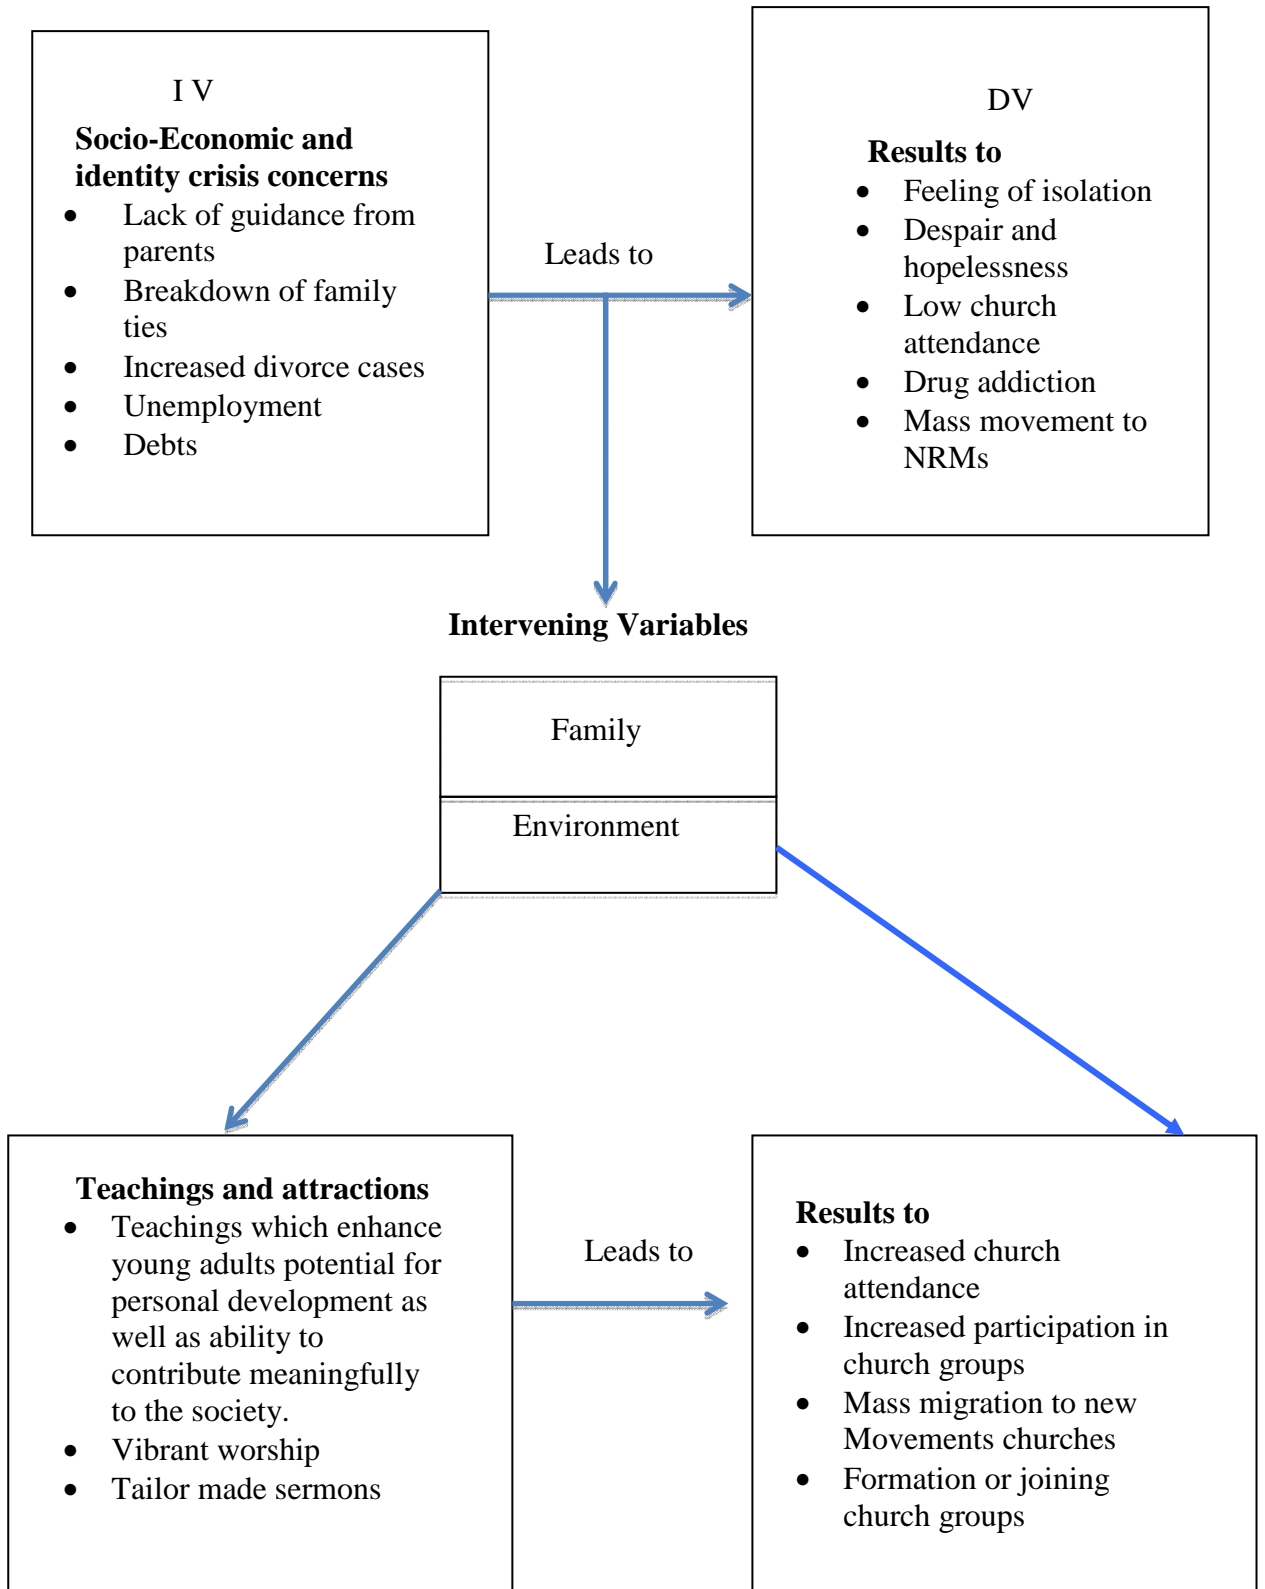 I V
Socio-Economic and
identity crisis concerns
• Lack of guidance from
parents
• Breakdown of family
ties
• Increased divorce cases
• Unemployment
• Debts
Leads to
DV
Results to
• Feeling of isolation
• Despair and
hopelessness
• Low church
attendance
• Drug addiction
• Mass movement to
NRMs
Intervening Variables
Family
Environment
Teachings and attractions
• Teachings which enhance
young adults potential for
personal development as
well as ability to
contribute meaningfully
to the society.
• Vibrant worship
• Tailor made sermons
Leads to
Results to
• Increased church
attendance
• Increased participation in
church groups
• Mass migration to new
Movements churches
• Formation or joining
church groups